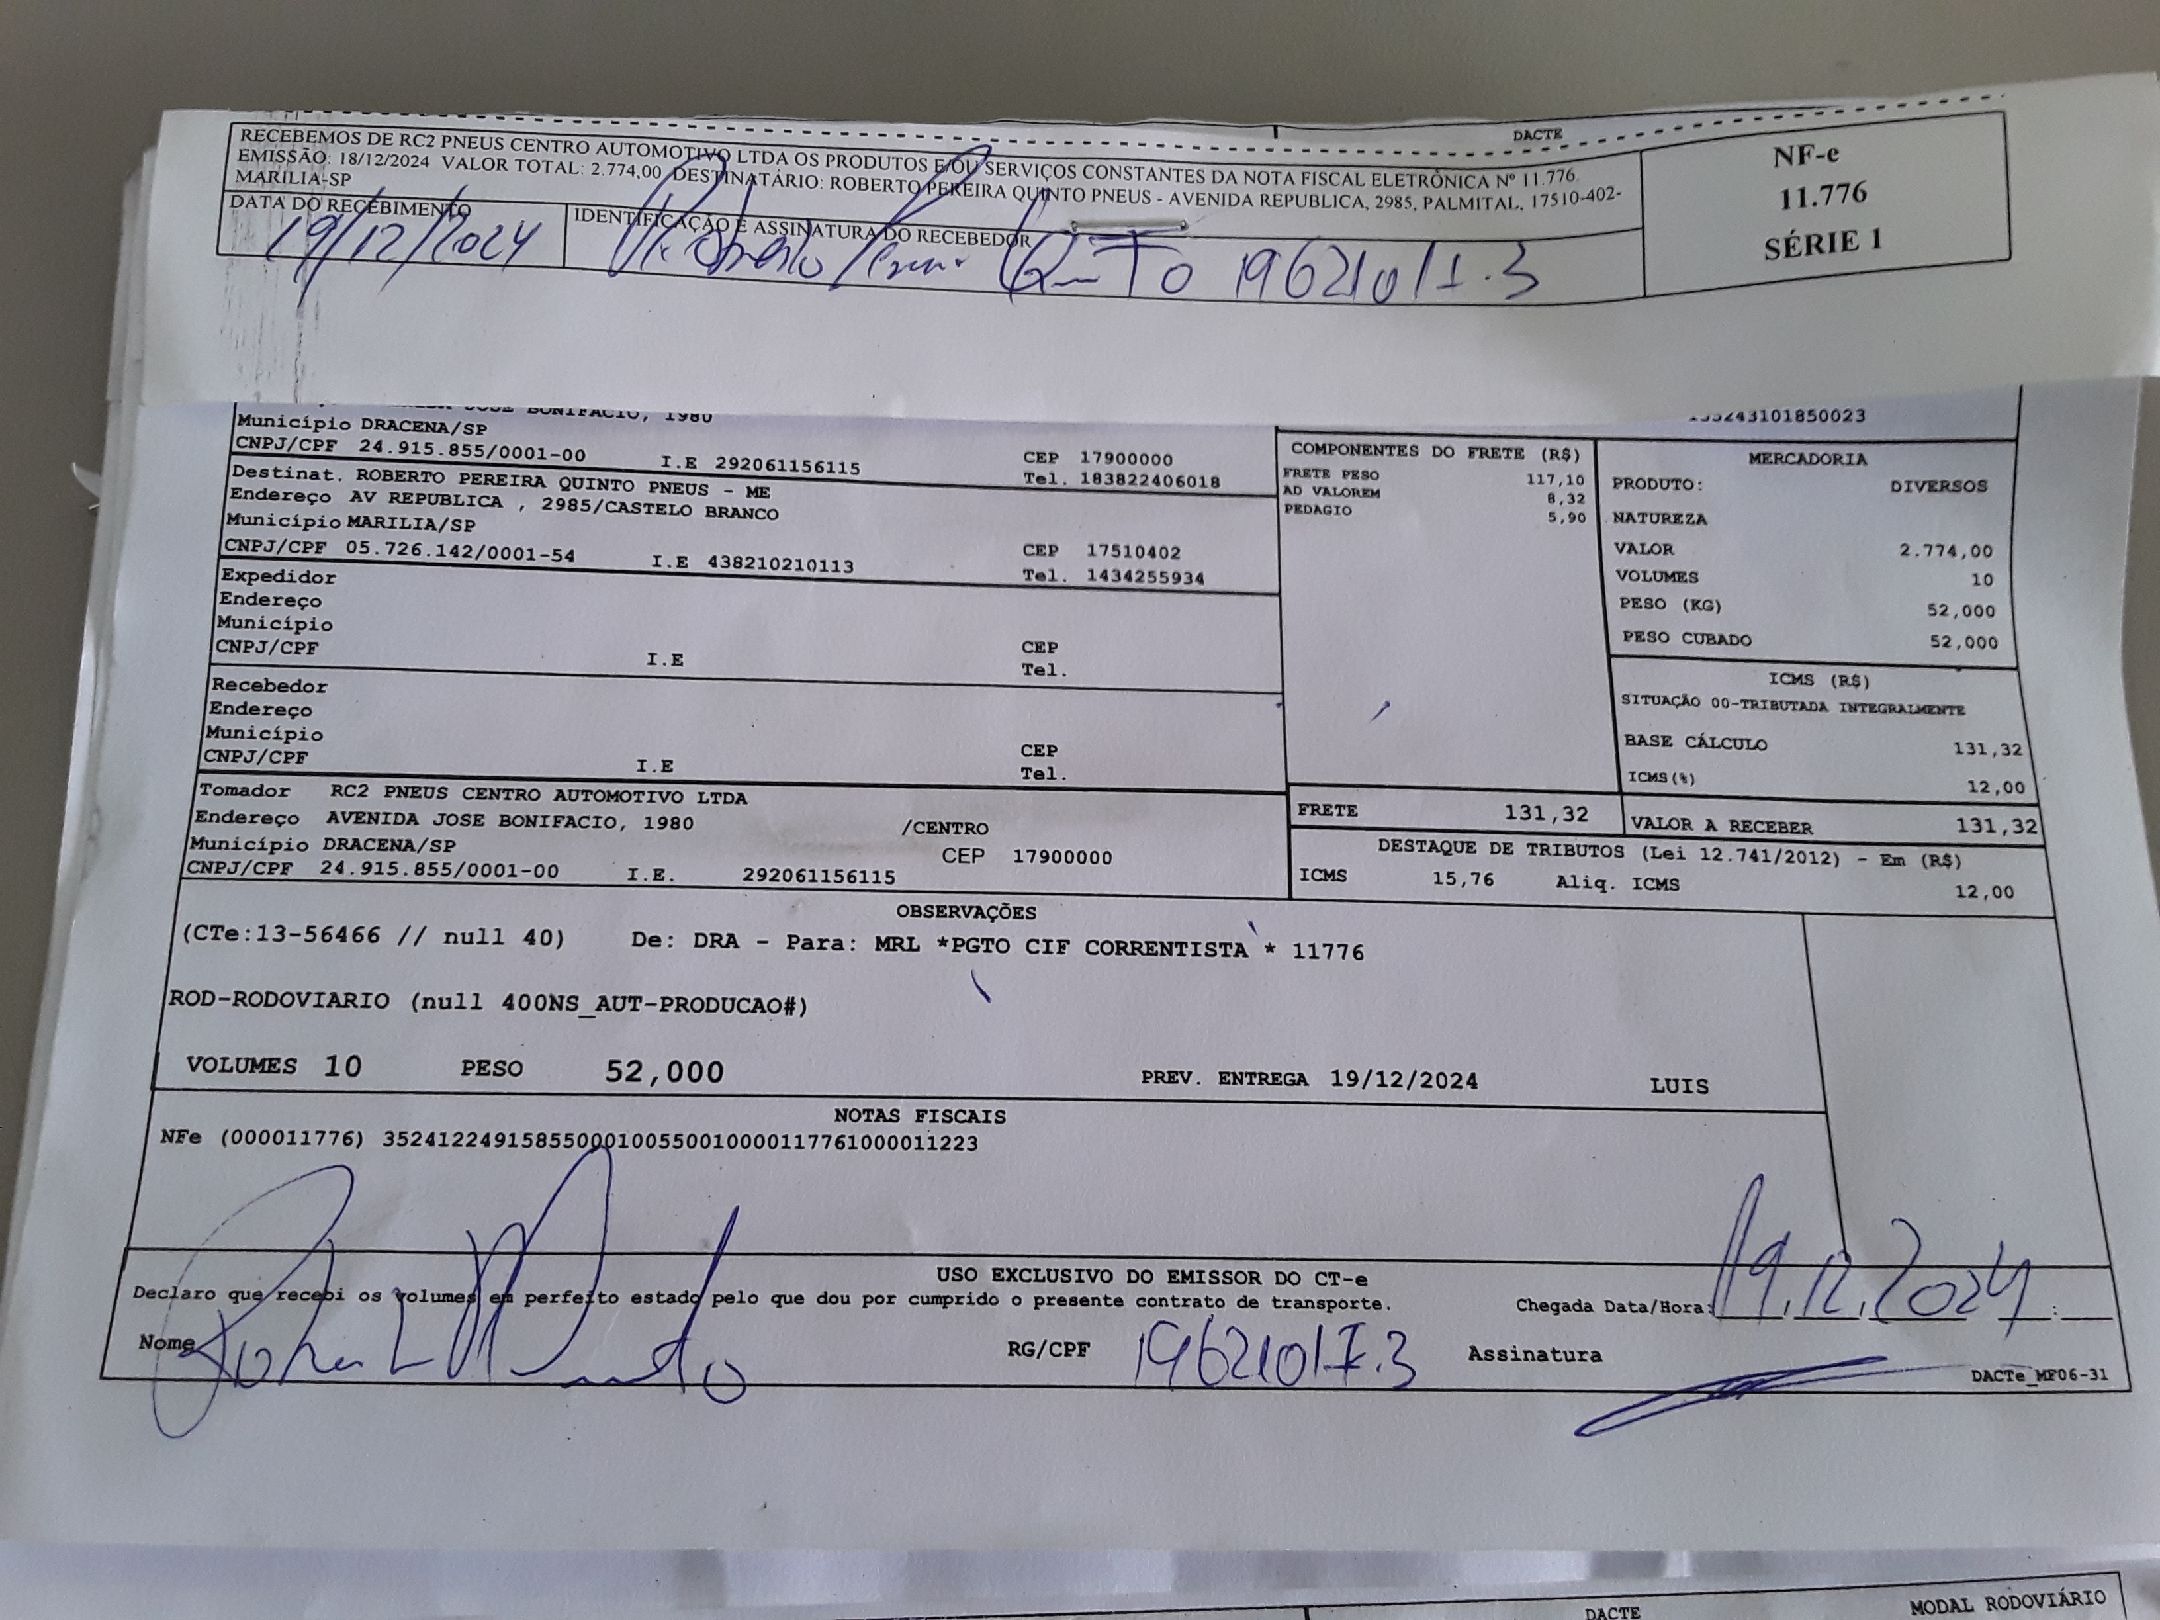 DACTE
RECEBEMOS DE RC2 PNEUS CENTRO AUTOMOTIVO LTDA OS PRODUTOS E/OU SERVIÇOS CONSTANTES DA NOTA FISCAL ELETRÔNICA Nº 11.776.
EMISSÃO: 18/12/2024 VALOR TOTAL: 2.774,00 DESTINATÁRIO: ROBERTO PEREIRA QUINTO PNEUS - AVENIDA REPUBLICA, 2985, PALMITAL, 17510-402-
MARILIA-SP
NF-e
11.776
SÉRIE 1
DATA DO RECEBIMENTO
19/12/2024
IDENTIFICAÇÃO E ASSINATURA DO RECEBEDOR
Quinto
JOSE BONIFACIO, 1980
243101850023
Município DRACENA/SP
CNPJ/CPF 24.915.855/0001-00 I.E 292061156115
CEP 17900000
Tel. 183822406018
Destinat. ROBERTO PEREIRA QUINTO PNEUS - ME
Endereço AV REPUBLICA , 2985/CASTELO BRANCO
Município MARILIA/SP
CNPJ/CPF 05.726.142/0001-54 I.E 438210210113
CEP 17510402
Tel. 1434255934
Expedidor
Endereço
Município
CNPJ/CPF I.E
CEP
Tel.
Recebedor
Endereço
Município
CNPJ/CPF I.E
CEP
Tel.
Tomador RC2 PNEUS CENTRO AUTOMOTIVO LTDA
Endereço AVENIDA JOSE BONIFACIO, 1980 /CENTRO
Município DRACENA/SP CEP 17900000
CNPJ/CPF 24.915.855/0001-00 I.E. 292061156115
COMPONENTES DO FRETE (R$)
FRETE PESO 117,10
AD VALOREM 8,32
PEDAGIO 5,90
FRETE 131,32
MERCADORIA
PRODUTO: DIVERSOS
NATUREZA
VALOR 2.774,00
VOLUMES 10
PESO (KG) 52,000
PESO CUBADO 52,000
ICMS (R$)
SITUAÇÃO 00-TRIBUTADA INTEGRALMENTE
BASE CÁLCULO 131,32
ICMS(%) 12,00
VALOR A RECEBER 131,32
DESTAQUE DE TRIBUTOS (Lei 12.741/2012) - Em (R$)
ICMS 15,76 Aliq. ICMS 12,00
OBSERVAÇÕES
(CTe:13-56466 // null 40) De: DRA - Para: MRL *PGTO CIF CORRENTISTA * 11776
ROD-RODOVIARIO (null 400NS_AUT-PRODUCAO#)
VOLUMES 10 PESO 52,000 PREV. ENTREGA 19/12/2024 LUIS
NOTAS FISCAIS
NFe (000011776) 35241224915855000100550010000117761000011223
USO EXCLUSIVO DO EMISSOR DO CT-e
Declaro que recebi os volumes em perfeito estado pelo que dou por cumprido o presente contrato de transporte.
Chegada Data/Hora: 19.12.2024 :
Nome
RG/CPF
Assinatura
DACTe_MF06-31
DACTE
MODAL RODOVIÁRIO